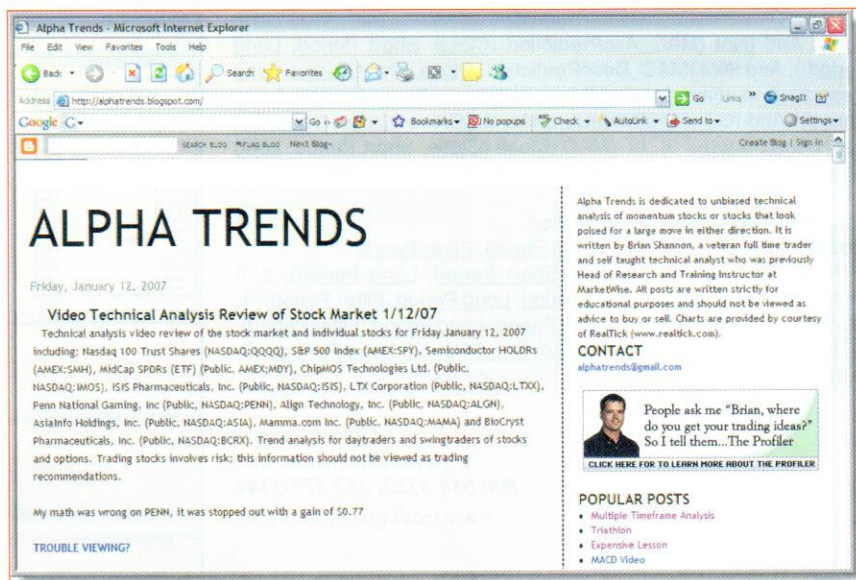 Alpha Trends - Microsoft Internet Explorer
File Edit View Favorites Tools Help
Back Search Favorites
Address http://alphatrends.blogspot.com/ Go Links » SnagIt
Google G Go Bookmarks No popups Check AutoLink Send to Settings
SEARCH BLOG FLAG BLOG Next Blog» Create Blog | Sign In
ALPHA TRENDS
Friday, January 12, 2007
Video Technical Analysis Review of Stock Market 1/12/07
Technical analysis video review of the stock market and individual stocks for Friday January 12, 2007
including: Nasdaq 100 Trust Shares (NASDAQ:QQQQ), S&P 500 Index (AMEX:SPY), Semiconductor HOLDRs
(AMEX:SMH), MidCap SPDRs (ETF) (Public, AMEX:MDY), ChipMOS Technologies Ltd. (Public,
NASDAQ:IMOS), ISIS Pharmaceuticals, Inc. (Public, NASDAQ:ISIS), LTX Corporation (Public, NASDAQ:LTXX),
Penn National Gaming, Inc (Public, NASDAQ:PENN), Align Technology, Inc. (Public, NASDAQ:ALGN),
AsiaInfo Holdings, Inc. (Public, NASDAQ:ASIA), Mamma.com Inc. (Public, NASDAQ:MAMA) and BioCryst
Pharmaceuticals, Inc. (Public, NASDAQ:BCRX). Trend analysis for daytraders and swingtraders of stocks
and options. Trading stocks involves risk; this information should not be viewed as trading
recommendations.
My math was wrong on PENN, it was stopped out with a gain of $0.77
TROUBLE VIEWING?
Alpha Trends is dedicated to unbiased technical
analysis of momentum stocks or stocks that look
poised for a large move in either direction. It is
written by Brian Shannon, a veteran full time trader
and self taught technical analyst who was previously
Head of Research and Training Instructor at
MarketWise. All posts are written strictly for
educational purposes and should not be viewed as
advice to buy or sell. Charts are provided by courtesy
of RealTick (www.realtick.com).
CONTACT
alphatrends@gmail.com
People ask me "Brian, where
do you get your trading ideas?"
So I tell them...The Profiler
CLICK HERE FOR TO LEARN MORE ABOUT THE PROFILER
POPULAR POSTS
Multiple Timeframe Analysis
Triathlon
Expensive Lesson
MACD Video